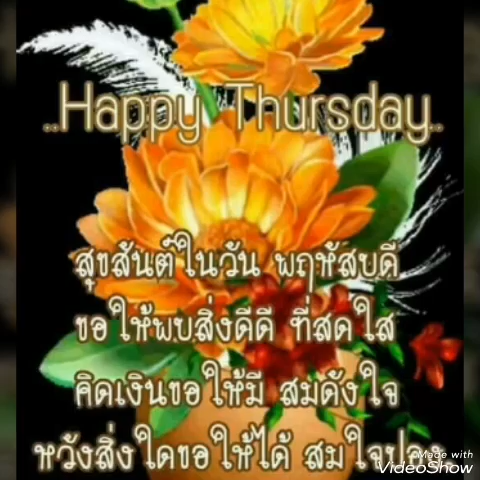 ..Happy Thursday..
สุขสันต์ในวัน พฤหัสบดี
ขอให้พบสิ่งดีดี ที่สดใส
คิดเงินขอให้มี สมดังใจ
หวังสิ่งใดขอให้ได้ สมใจปอง.
Made with
VideoShow